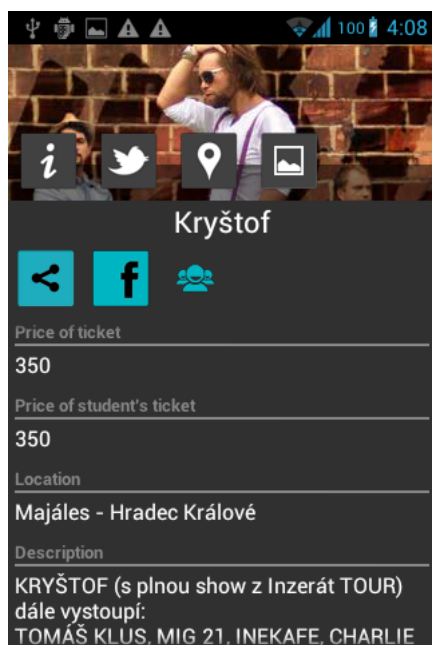 100 4:08
Kryštof
Price of ticket
350
Price of student's ticket
350
Location
Majáles - Hradec Králové
Description
KRYŠTOF (s plnou show z Inzerát TOUR)
dále vystoupí:
TOMÁŠ KLUS, MIG 21, INEKAFE, CHARLIE